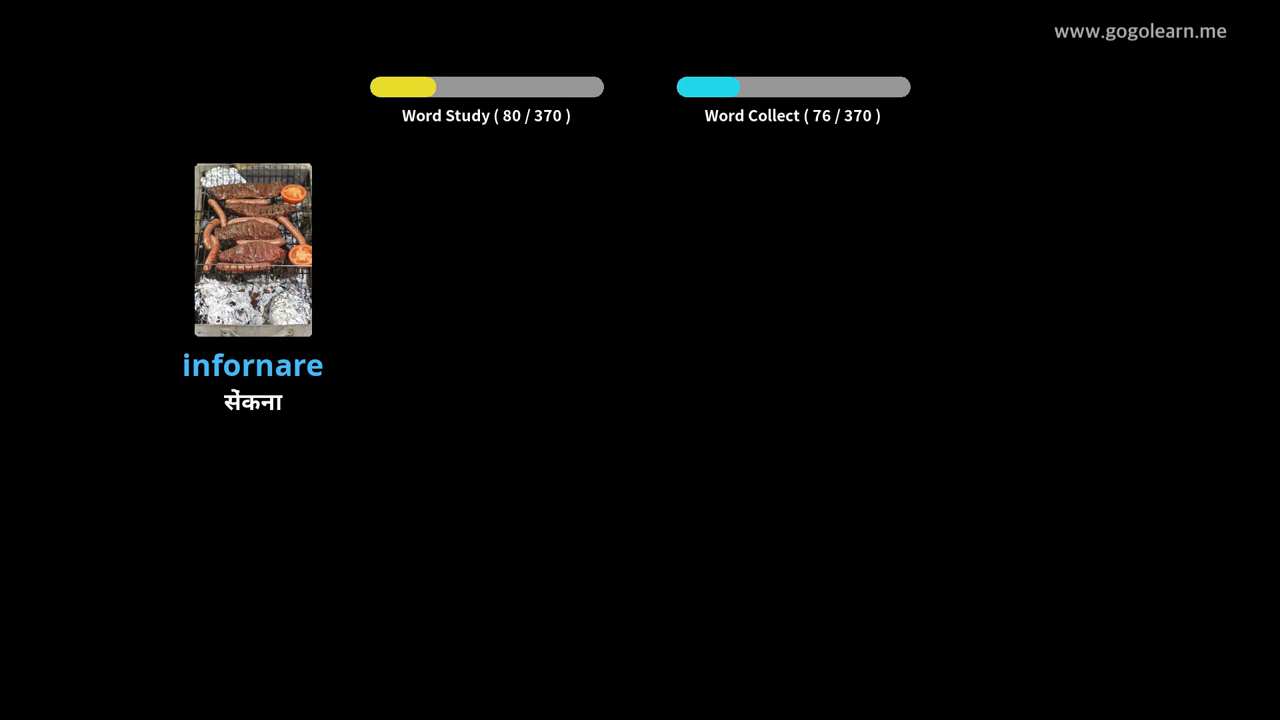 www.gogolearn.me
Word Study ( 80 / 370 )
Word Collect ( 76 / 370 )
infornare
सेंकना